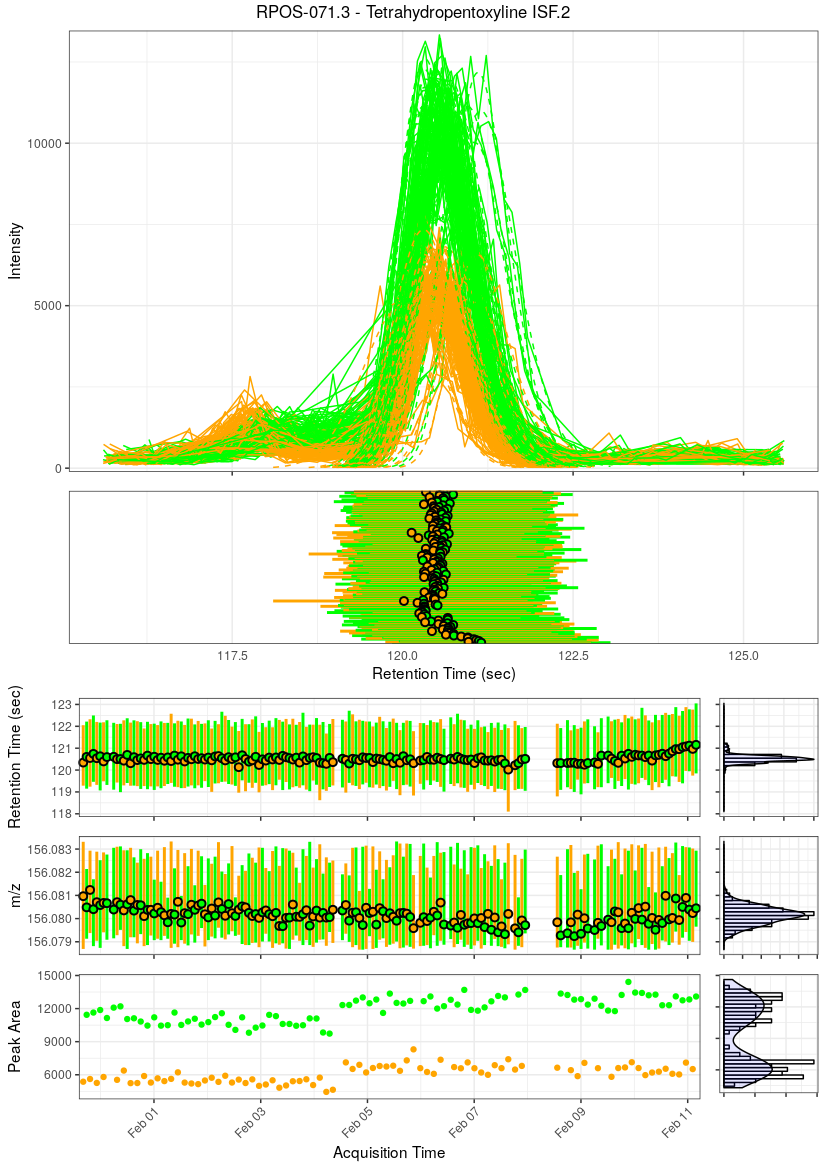 RPOS-071.3 - Tetrahydropentoxyline ISF.2
Intensity
10000
5000
0
117.5
120.0
122.5
125.0
Retention Time (sec)
Retention Time (sec)
123
122
121
120
119
118
m/z
156.083
156.082
156.081
156.080
156.079
Peak Area
15000
12000
9000
6000
Feb 01
Feb 03
Feb 05
Feb 07
Feb 09
Feb 11
Acquisition Time